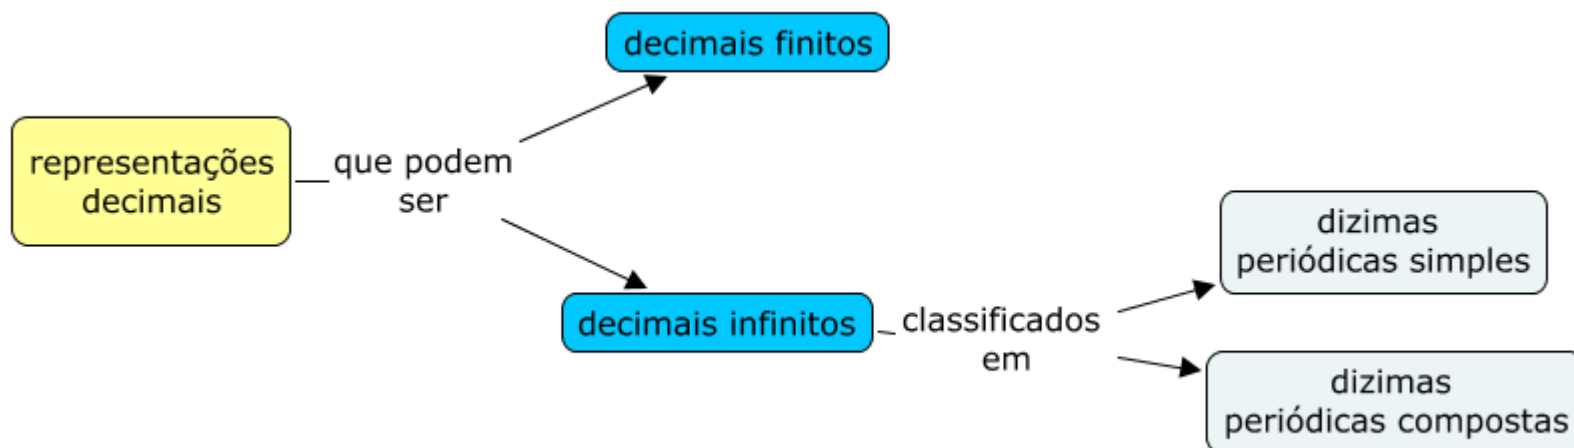 decimais finitos
representações
decimais
que podem
ser
decimais infinitos
classificados
em
dizimas
periódicas simples
dizimas
periódicas compostas